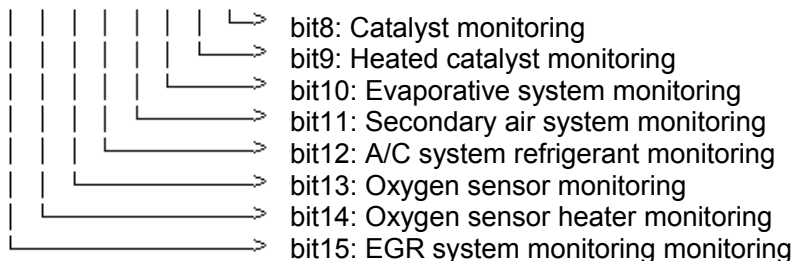 bit8: Catalyst monitoring
bit9: Heated catalyst monitoring
bit10: Evaporative system monitoring
bit11: Secondary air system monitoring
bit12: A/C system refrigerant monitoring
bit13: Oxygen sensor monitoring
bit14: Oxygen sensor heater monitoring
bit15: EGR system monitoring monitoring